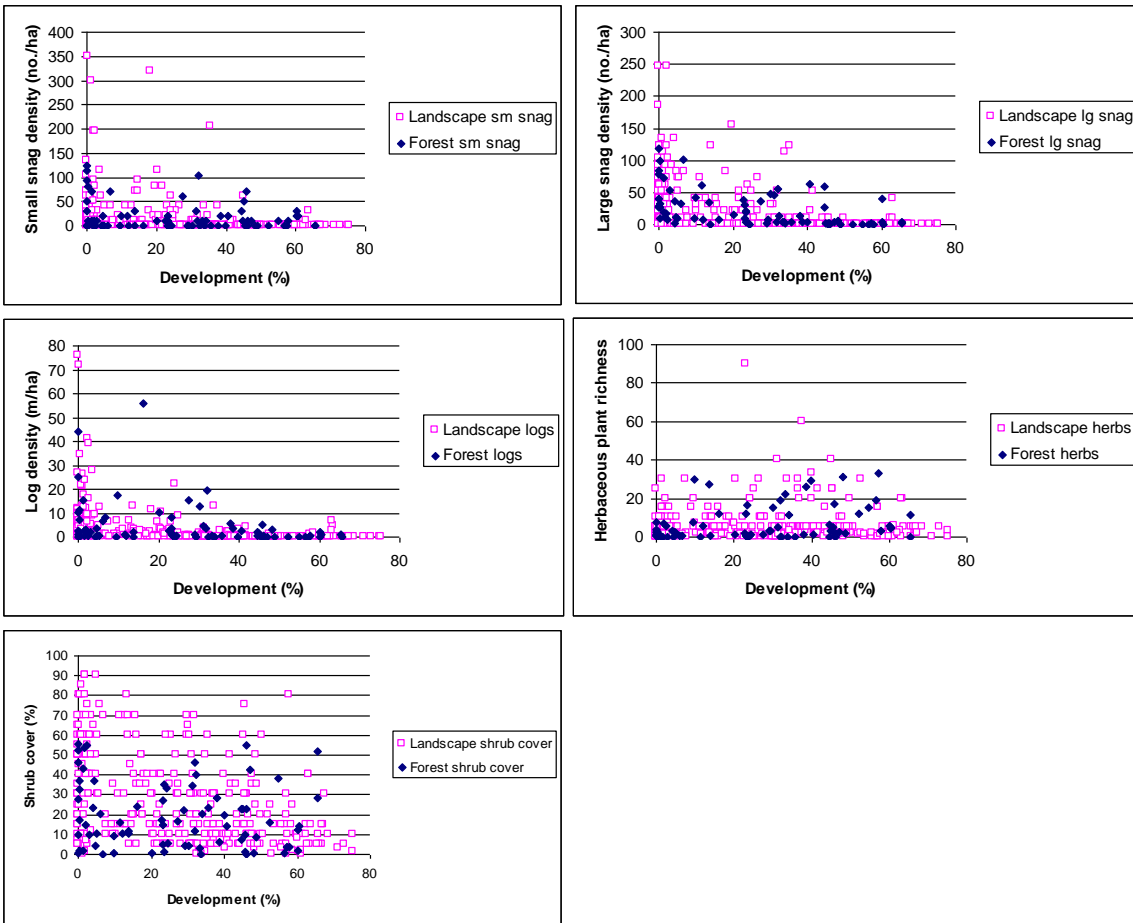 Small snag density (no./ha)
400
350
300
250
200
150
100
50
0
0 20 40 60 80
Development (%)
Landscape sm snag
Forest sm snag
Large snag density (no./ha)
300
250
200
150
100
50
0
0 20 40 60 80
Development (%)
Landscape lg snag
Forest lg snag
Log density (m/ha)
80
70
60
50
40
30
20
10
0
0 20 40 60 80
Development (%)
Landscape logs
Forest logs
Herbaceous plant richness
100
80
60
40
20
0
0 20 40 60 80
Development (%)
Landscape herbs
Forest herbs
Shrub cover (%)
100
90
80
70
60
50
40
30
20
10
0
0 20 40 60 80
Development (%)
Landscape shrub cover
Forest shrub cover